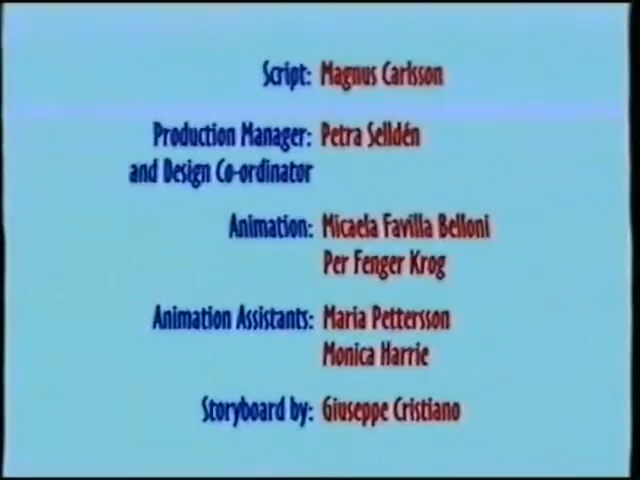 Script: Magnus Carlsson
Production Manager: Petra Selldén
and Design Co-ordinator
Animation: Micaela Favilla Belloni
Per Fenger Krog
Animation Assistants: Maria Pettersson
Monica Harrie
Storyboard by: Giuseppe Cristiano